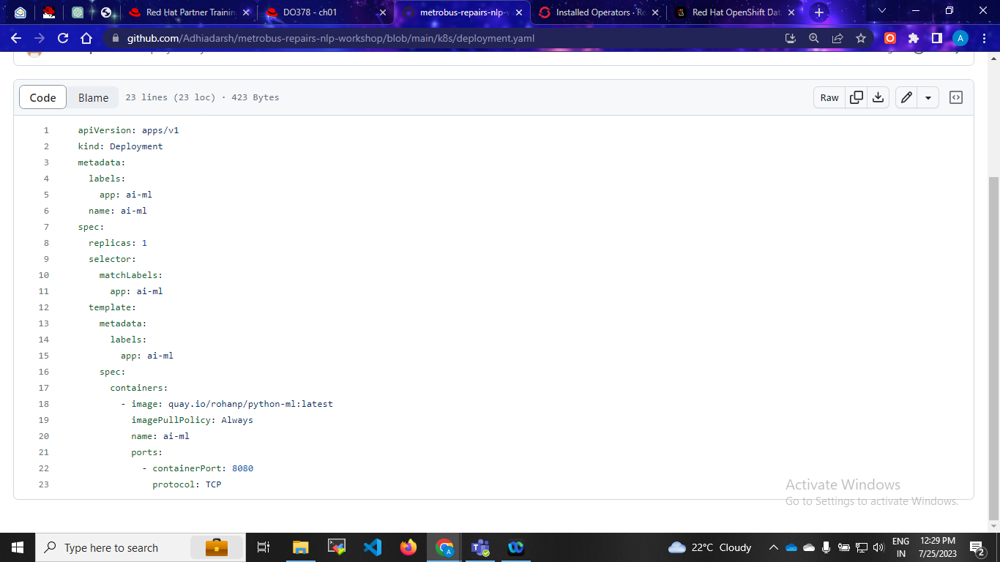 Red Hat Partner Trainin
DO378 - ch01
metrobus-repairs-nlp-
Installed Operators · Re
Red Hat OpenShift Dat
github.com/Adhiadarsh/metrobus-repairs-nlp-workshop/blob/main/k8s/deployment.yaml
A
Code
Blame
23 lines (23 loc) · 423 Bytes
Raw
1 apiVersion: apps/v1
2 kind: Deployment
3 metadata:
4   labels:
5     app: ai-ml
6   name: ai-ml
7 spec:
8   replicas: 1
9   selector:
10     matchLabels:
11       app: ai-ml
12   template:
13     metadata:
14       labels:
15         app: ai-ml
16     spec:
17       containers:
18         - image: quay.io/rohanp/python-ml:latest
19           imagePullPolicy: Always
20           name: ai-ml
21           ports:
22             - containerPort: 8080
23               protocol: TCP
Activate Windows
Go to Settings to activate Windows.
Type here to search
22°C Cloudy
ENG
IN
12:29 PM
7/25/2023
2